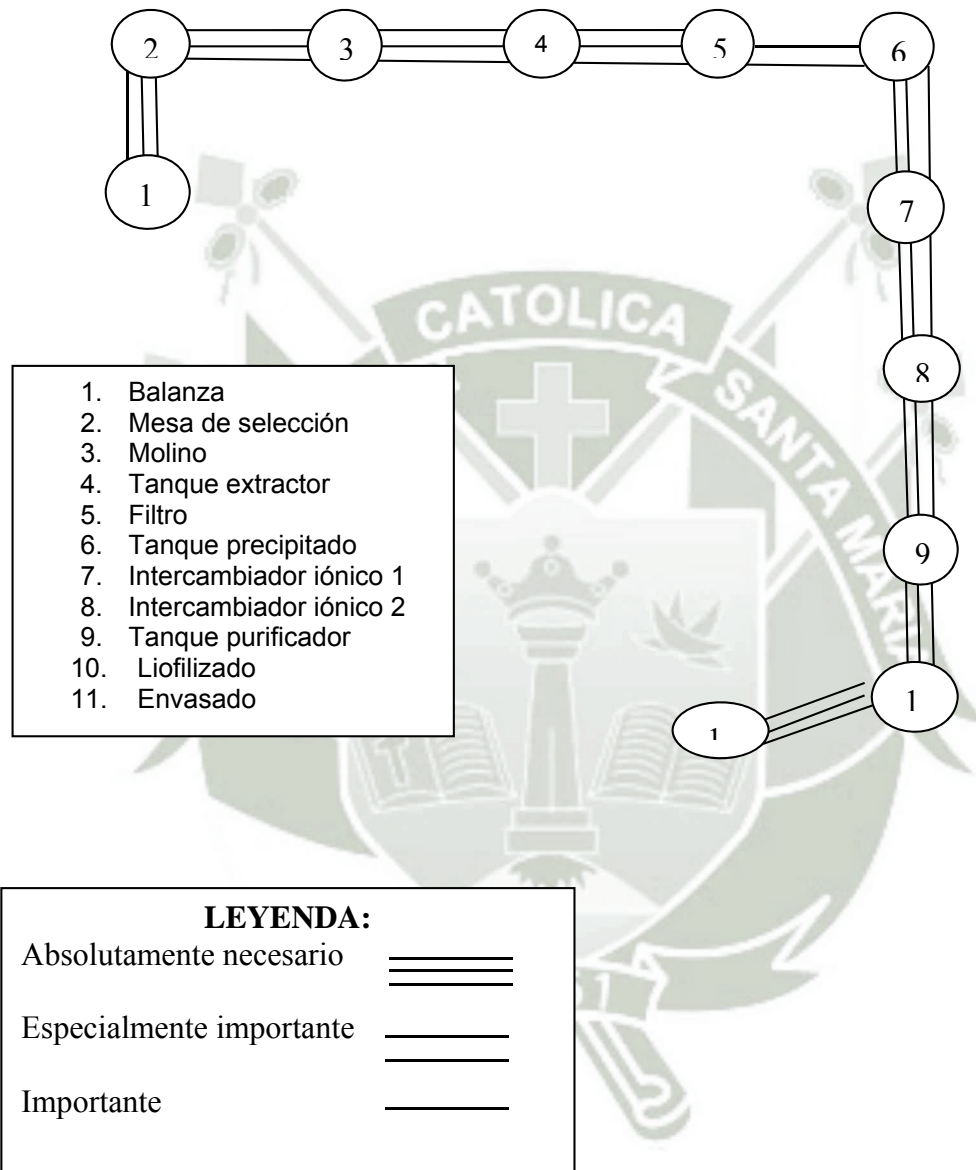 2 3 4 5 6
1
7
8
9
1
1
CATOLICA
SANTA MARIA
1. Balanza
2. Mesa de selección
3. Molino
4. Tanque extractor
5. Filtro
6. Tanque precipitado
7. Intercambiador iónico 1
8. Intercambiador iónico 2
9. Tanque purificador
10. Liofilizado
11. Envasado
LEYENDA:
Absolutamente necesario
Especialmente importante
Importante